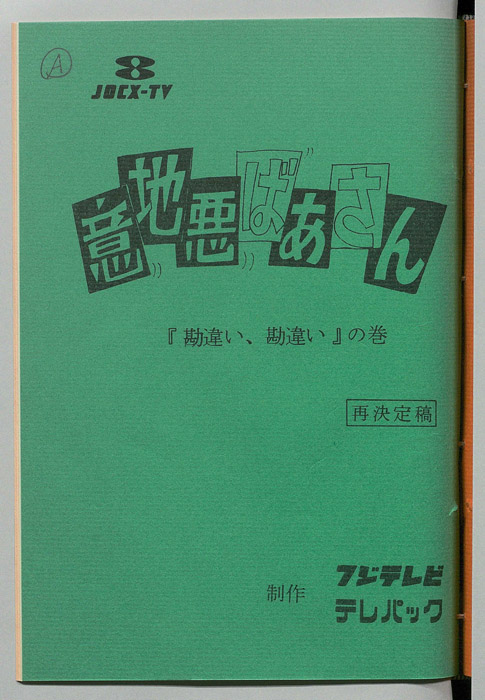 A
8
JOCX-TV
意地悪ばあさん
『勘違い、勘違い』の巻
再決定稿
制作 フジテレビ
テレパック